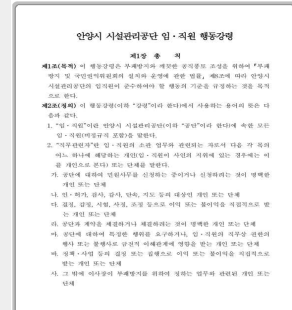 안양시 시설관리공단 임·직원 행동강령
제1장 총 칙
제1조(목적) 이 행동강령은 부패방지와 깨끗한 공직풍토 조성을 위하여 「부패
방지 및 국민권익위원회의 설치와 운영에 관한 법률」 제8조에 따라 안양시
시설관리공단의 임직원이 준수하여야 할 행동의 기준을 규정하는 것을 목적
으로 한다.
제2조(정의) 이 행동강령(이하 "강령"이라 한다)에서 사용하는 용어의 뜻은 다
음과 같다.
1. "임·직원"이란 안양시 시설관리공단(이하 "공단"이라 한다)에 속한 모든
임·직원(비정규직 포함)을 말한다.
2. "직무관련자"란 임·직원의 소관 업무와 관련되는 자로서 다음 각 목의
어느 하나에 해당하는 개인(임·직원이 사인의 지위에 있는 경우에는 이
를 개인으로 본다) 또는 단체를 말한다.
가. 공단에 대하여 민원사무를 신청하는 중이거나 신청하려는 것이 명백한
개인 또는 단체
나. 인·허가, 검사, 감사, 단속, 지도 등의 대상인 개인 또는 단체
다. 결정, 감정, 시험, 사정, 조정 등으로 이익 또는 불이익을 직접적으로 받
는 개인 또는 단체
라. 공단과 계약을 체결하거나 체결하려는 것이 명백한 개인 또는 단체
마. 공단에 대하여 특정한 행위를 요구하거나, 임·직원의 직무상 권한의
행사 또는 불행사로 금전적 이해관계에 영향을 받는 개인 또는 단체
바. 정책·사업 등의 결정 또는 집행으로 이익 또는 불이익을 직접적으로
받는 개인 또는 단체
사. 그 밖에 이사장이 부패방지를 위하여 정하는 업무와 관련된 개인 또는
단체